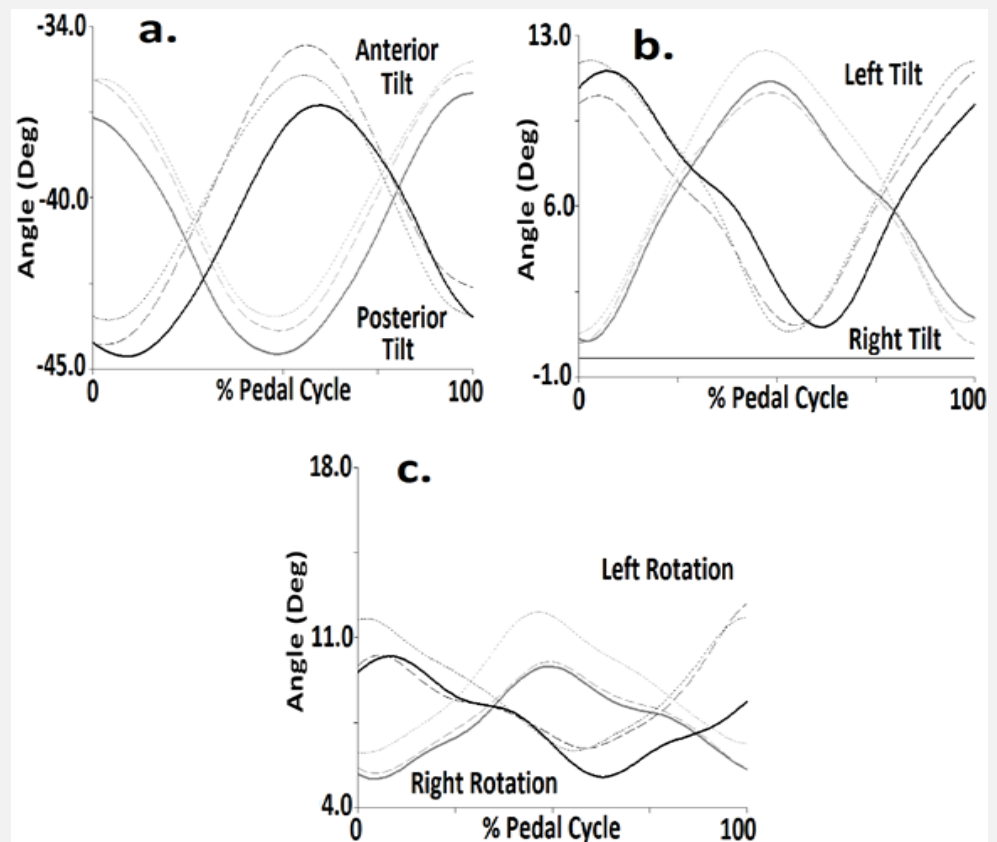 a.
-34.0
Anterior
Tilt
Angle (Deg)
-40.0
Posterior
Tilt
-45.0
0
% Pedal Cycle
100
b.
13.0
Left Tilt
Angle (Deg)
6.0
Right Tilt
-1.0
0
% Pedal Cycle
100
c.
18.0
Left Rotation
Angle (Deg)
11.0
Right Rotation
4.0
0
% Pedal Cycle
100